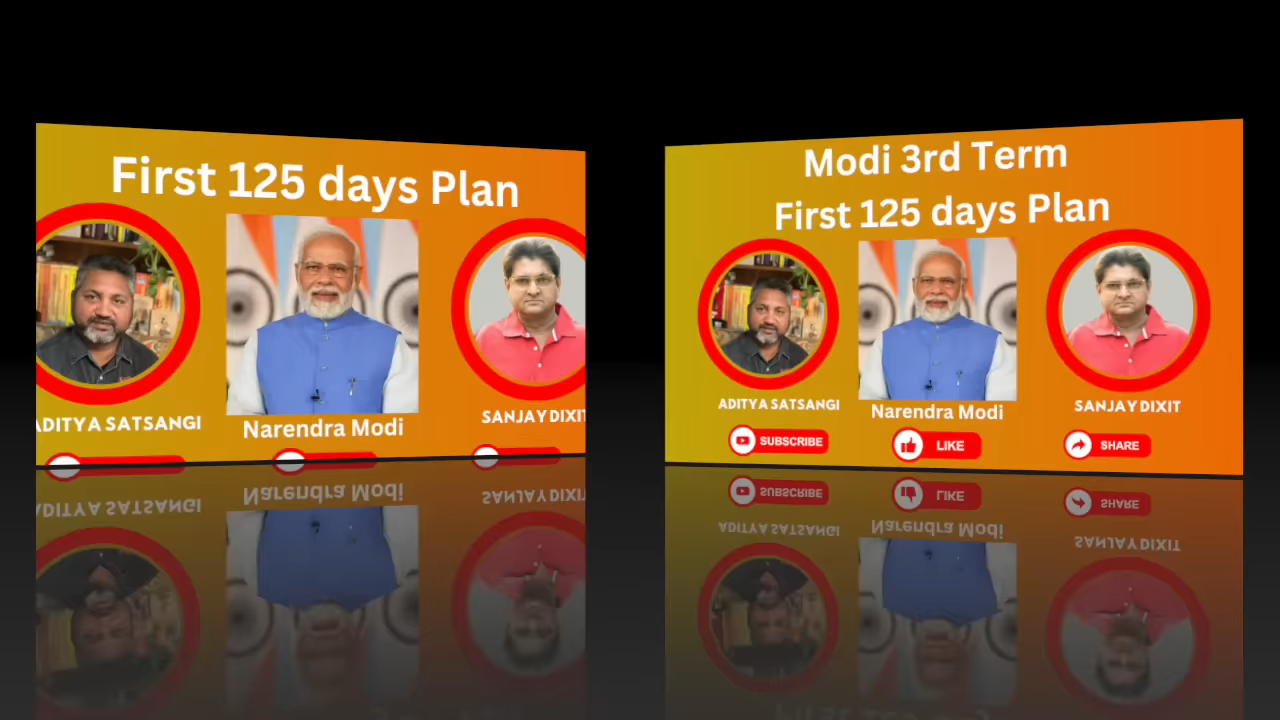 First 125 days Plan
ADITYA SATSANGI
Narendra Modi
SANJAY DIXIT
Modi 3rd Term
First 125 days Plan
ADITYA SATSANGI
Narendra Modi
SANJAY DIXIT
SUBSCRIBE
LIKE
SHARE